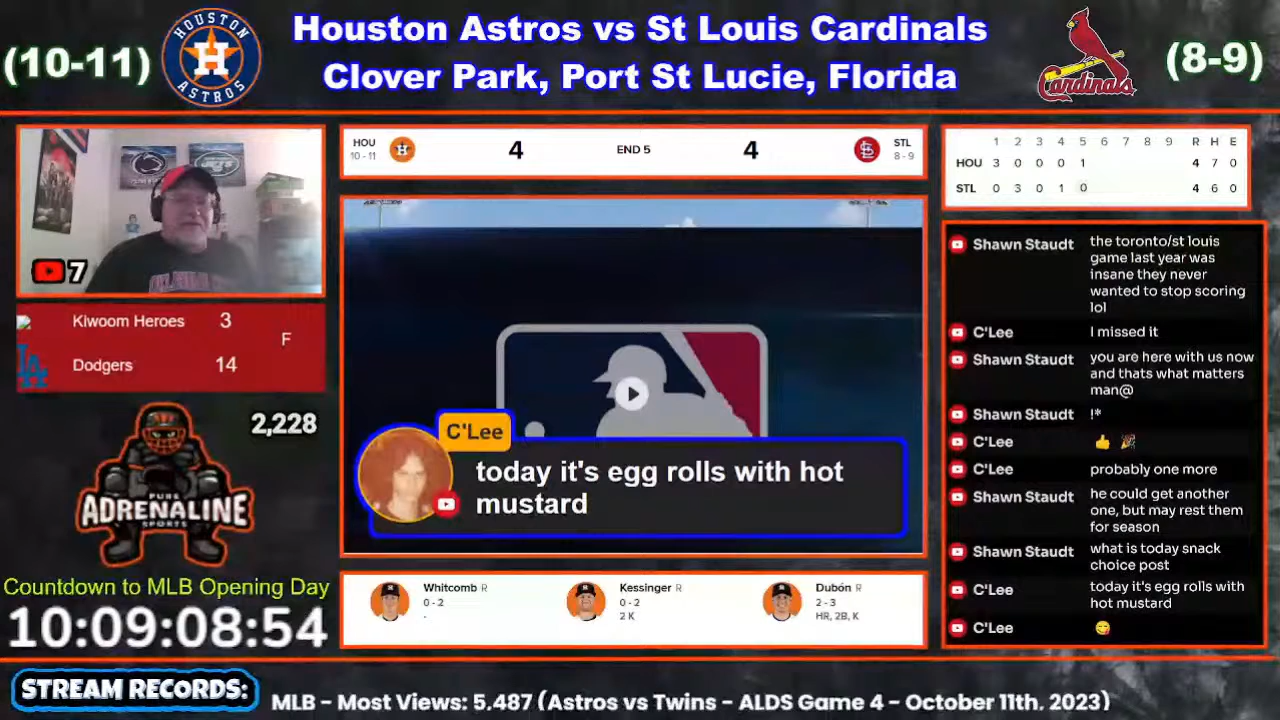 (10-11)
HOUSTON
H
ASTROS
Houston Astros vs St Louis Cardinals
Clover Park, Port St Lucie, Florida
Cardinals
(8-9)
7
Kiwoom Heroes 3
F
Dodgers 14
LA
2,228
PURE
ADRENALINE
SPORTS
Countdown to MLB Opening Day
10:09:08:54
HOU
10 - 11
4
END 5
4
STL
8 - 9
1 2 3 4 5 6 7 8 9 R H E
HOU 3 0 0 0 1 4 7 0
STL 0 3 0 1 0 4 6 0
C'Lee
today it's egg rolls with hot
mustard
Whitcomb R
0 - 2
-
Kessinger R
0 - 2
2 K
Dubón R
2 - 3
HR, 2B, K
Shawn Staudt the toronto/st louis
game last year was
insane they never
wanted to stop scoring
lol
C'Lee I missed it
Shawn Staudt you are here with us now
and thats what matters
man@
Shawn Staudt !*
C'Lee 👍 🎉
C'Lee probably one more
Shawn Staudt he could get another
one, but may rest them
for season
Shawn Staudt what is today snack
choice post
C'Lee today it's egg rolls with
hot mustard
C'Lee 😋
STREAM RECORDS:
MLB - Most Views: 5,487 (Astros vs Twins - ALDS Game 4 - October 11th, 2023)